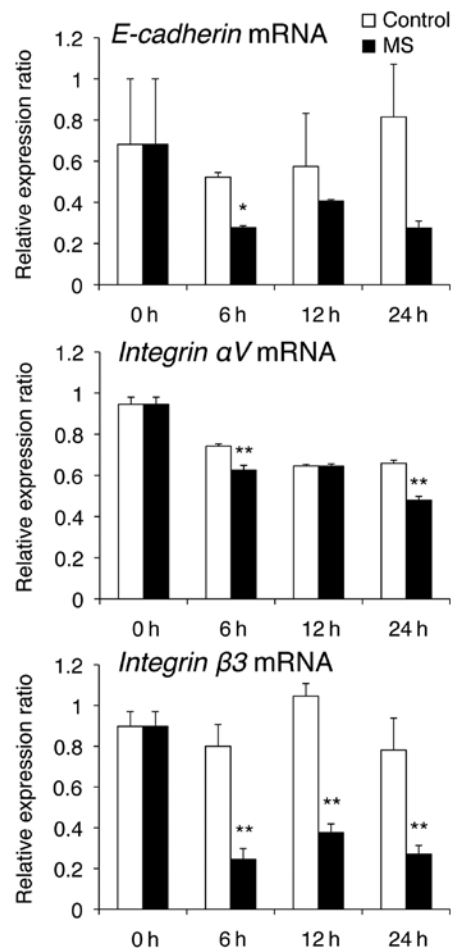 Control
MS
E-cadherin mRNA
Relative expression ratio
1.2
1
0.8
0.6
0.4
0.2
0
*
0 h 6 h 12 h 24 h
Integrin αV mRNA
Relative expression ratio
1.2
1
0.8
0.6
0.4
0.2
0
** **
0 h 6 h 12 h 24 h
Integrin β3 mRNA
Relative expression ratio
1.2
1
0.8
0.6
0.4
0.2
0
** ** **
0 h 6 h 12 h 24 h